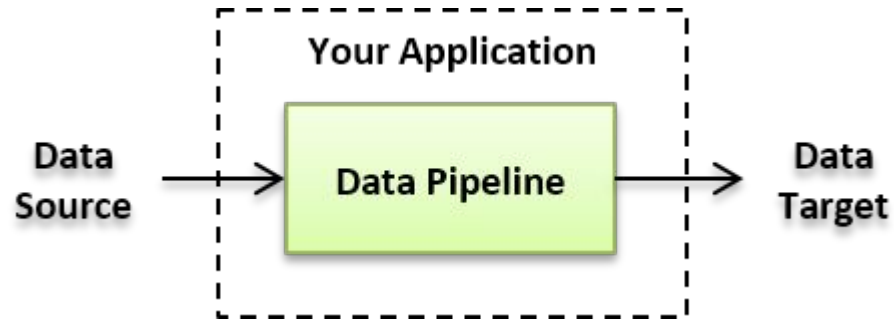 Your Application
Data
Source
Data Pipeline
Data
Target